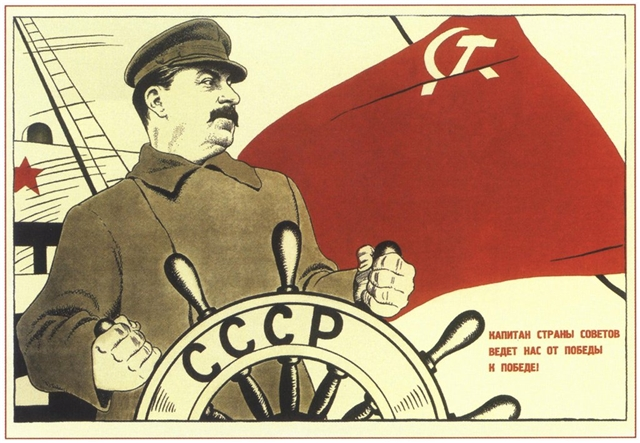 СССР
КАПИТАН СТРАНЫ СОВЕТОВ
ВЕДЕТ НАС ОТ ПОБЕДЫ
К ПОБЕДЕ!